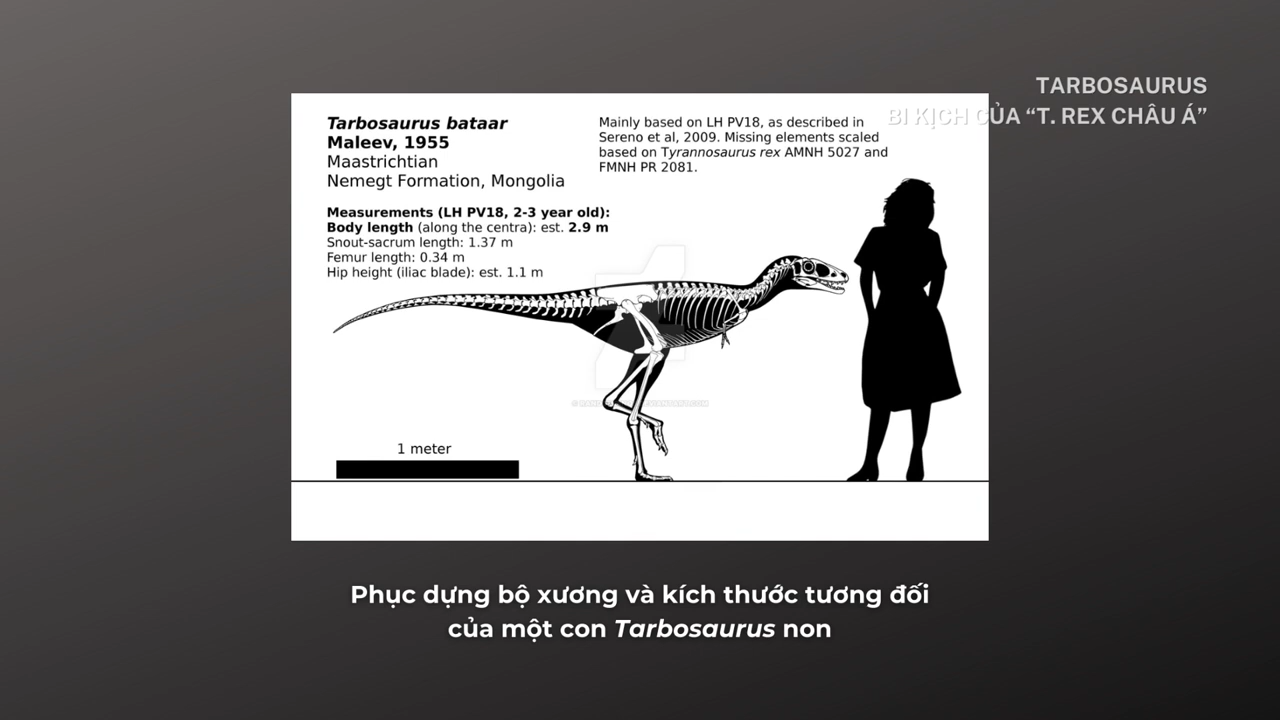 TARBOSAURUS
BI KỊCH CỦA “T. REX CHÂU Á”
Tarbosaurus bataar
Maleev, 1955
Maastrichtian
Nemegt Formation, Mongolia
Mainly based on LH PV18, as described in
Sereno et al, 2009. Missing elements scaled
based on Tyrannosaurus rex AMNH 5027 and
FMNH PR 2081.
Measurements (LH PV18, 2-3 year old):
Body length (along the centra): est. 2.9 m
Snout-sacrum length: 1.37 m
Femur length: 0.34 m
Hip height (iliac blade): est. 1.1 m
1 meter
Phục dựng bộ xương và kích thước tương đối
của một con Tarbosaurus non